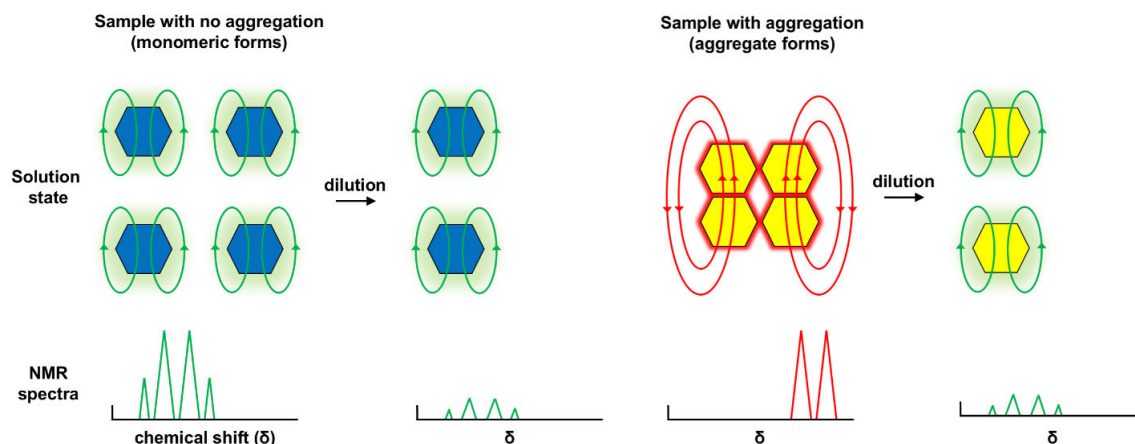 Sample with no aggregation
(monomeric forms)
Sample with aggregation
(aggregate forms)
Solution
state
dilution
dilution
NMR
spectra
chemical shift (δ)
δ
δ
δ